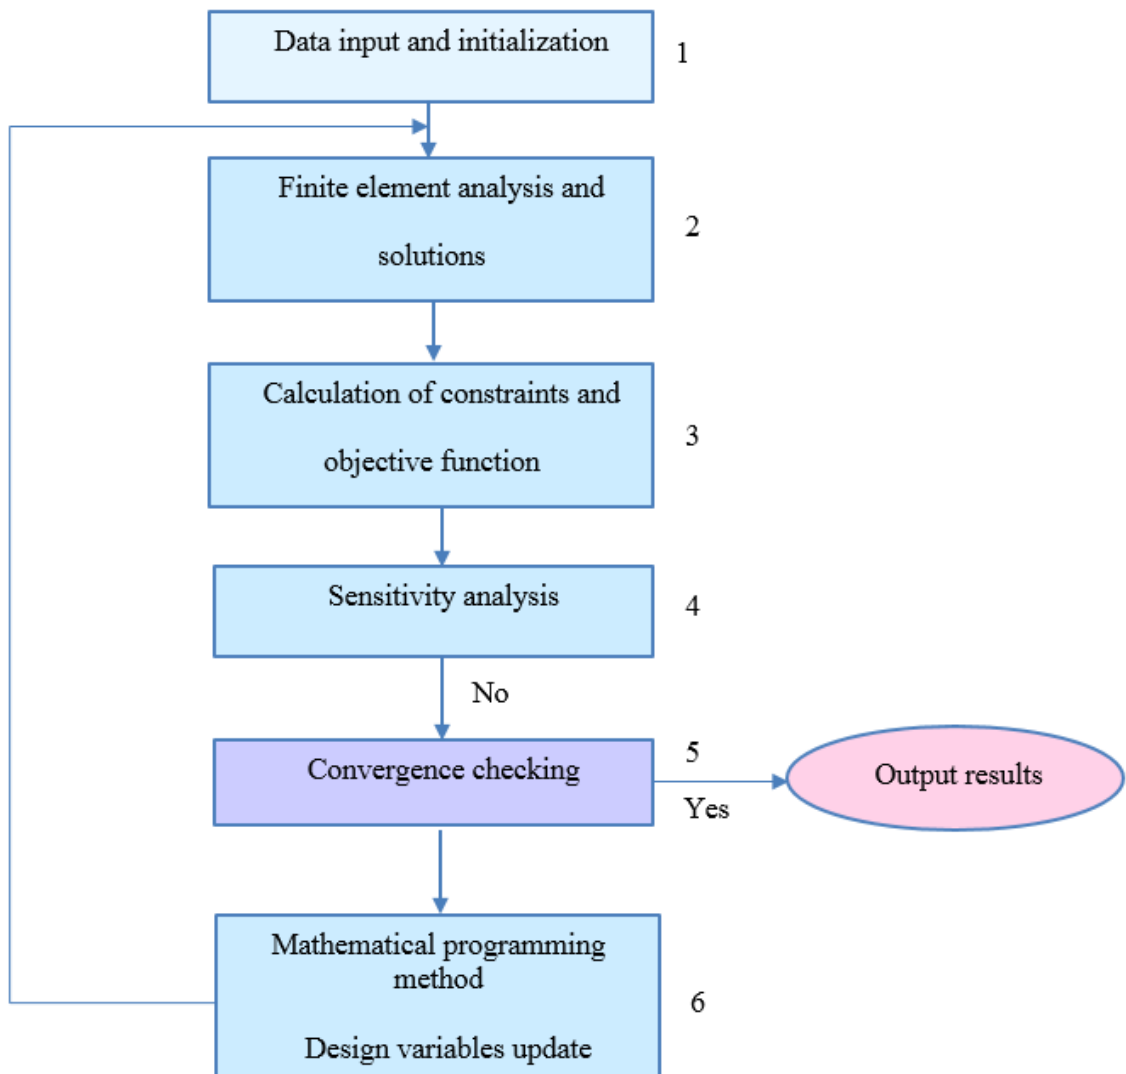 Data input and initialization
1
Finite element analysis and
solutions
2
Calculation of constraints and
objective function
3
Sensitivity analysis
4
No
Convergence checking
5
Yes
Output results
Mathematical programming
method
Design variables update
6